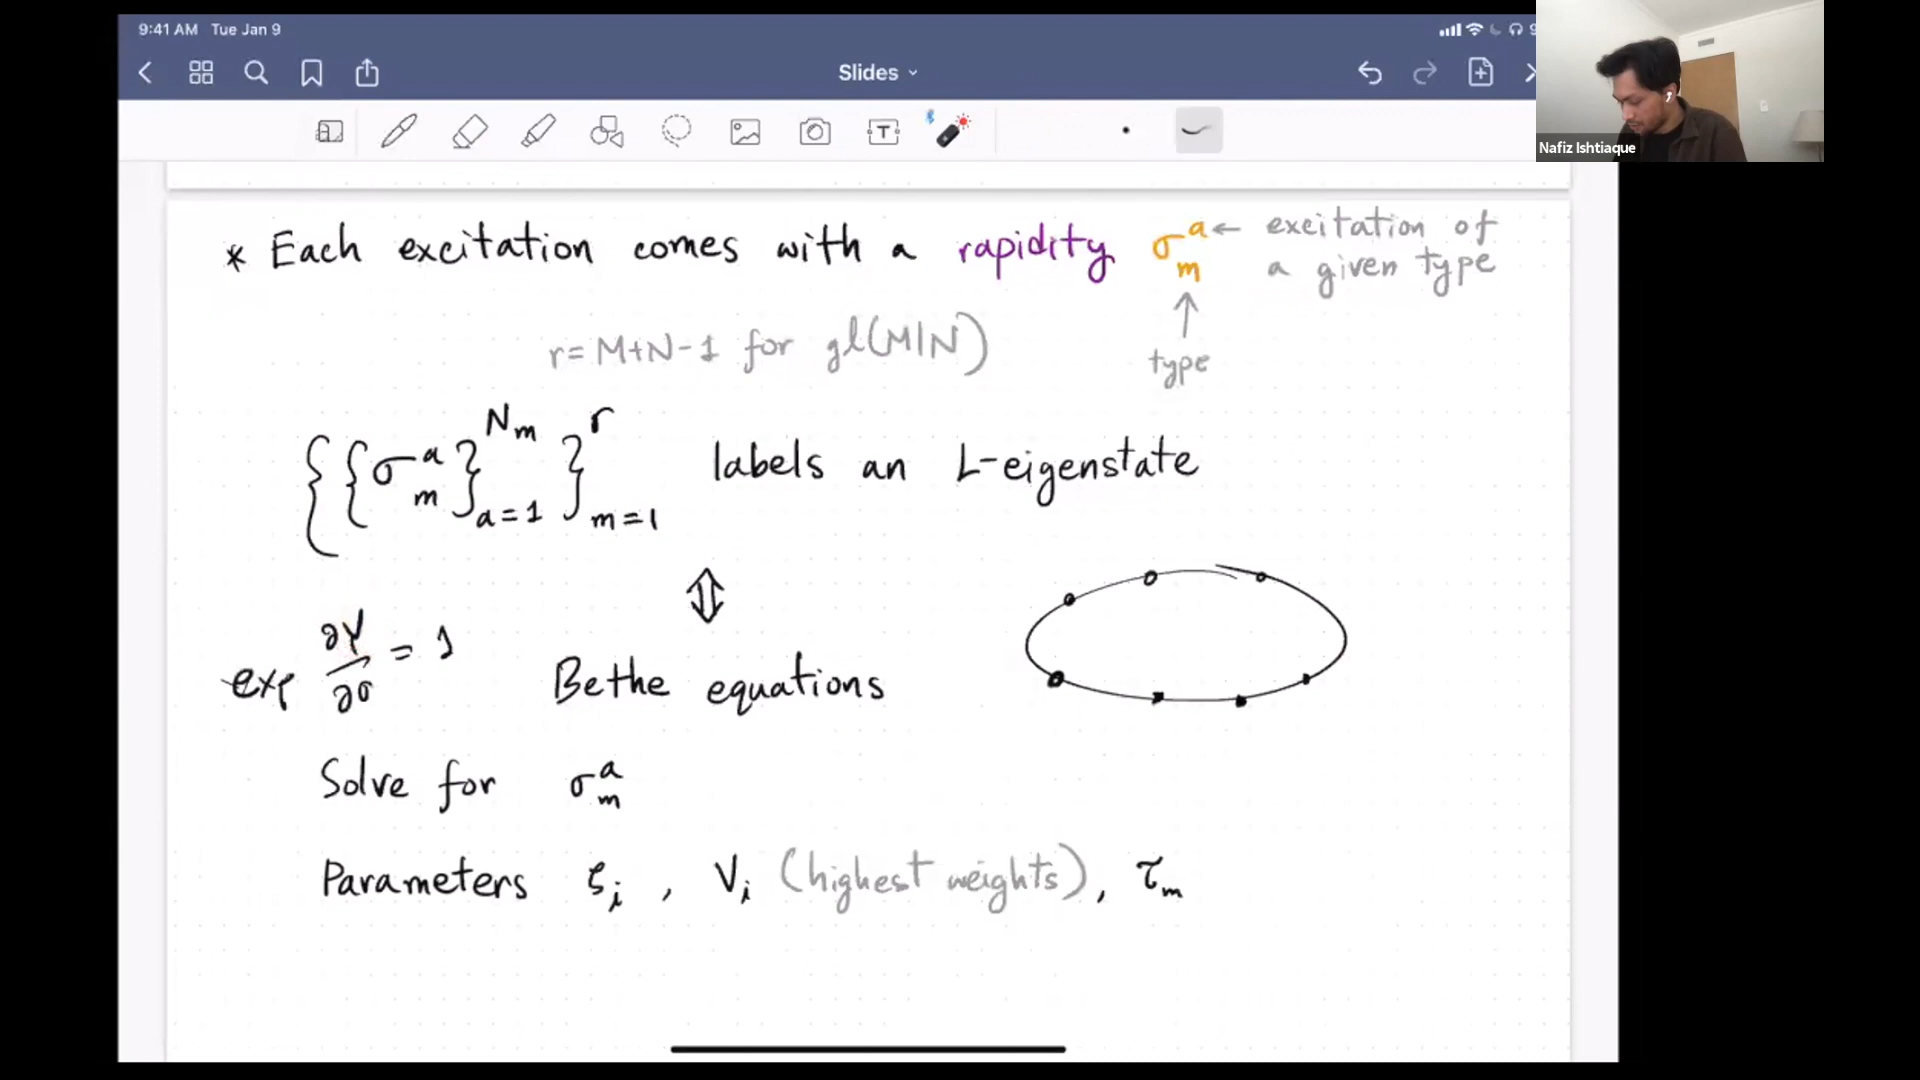 9:41 AM Tue Jan 9
Slides
Nafiz Ishtiaque
* Each excitation comes with a rapidity σ^a_m ← excitation of
a given type
↑
type
r = M+N-1 for gl(M|N)
{{σ^a_m}^{N_m}_{a=1}}^r_{m=1} labels an L-eigenstate
⇕
exp ∂Y/∂σ = 1 Bethe equations
Solve for σ^a_m
Parameters ξ_i, V_i (highest weights), τ_m